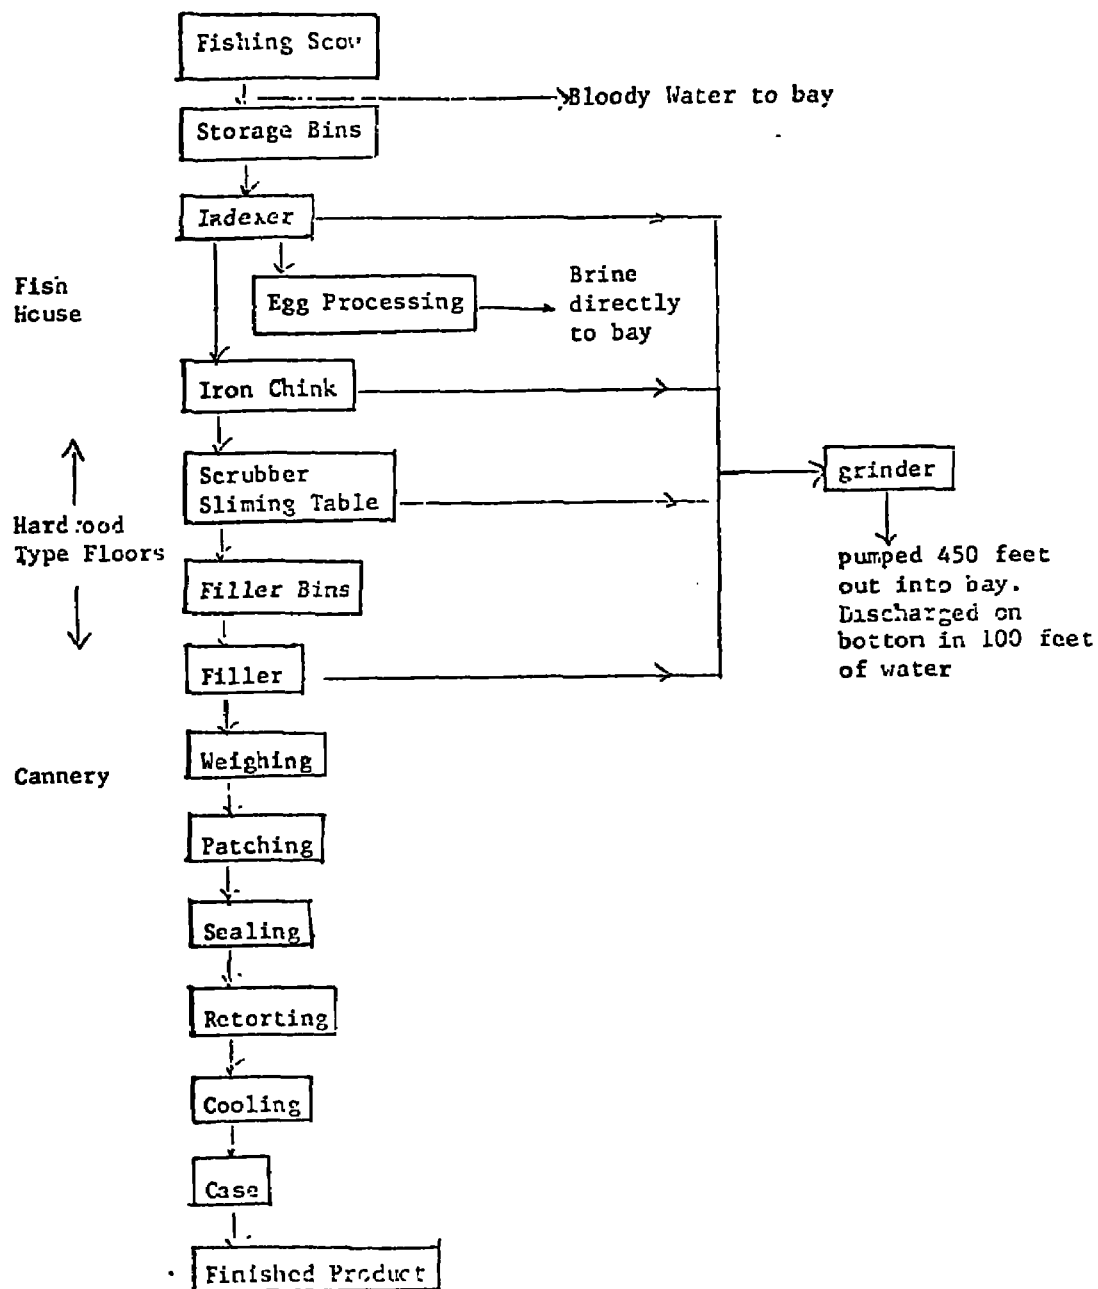 Fishing Scow
Bloody Water to bay
Storage Bins
Indexer
Fish
House
Egg Processing
Brine
directly
to bay
Iron Chink
Scrubber
Sliming Table
grinder
Hardwood
Type Floors
pumped 450 feet
out into bay.
Discharged on
botton in 100 feet
of water
Filler Bins
Filler
Weighing
Cannery
Patching
Sealing
Retorting
Cooling
Case
Finished Product